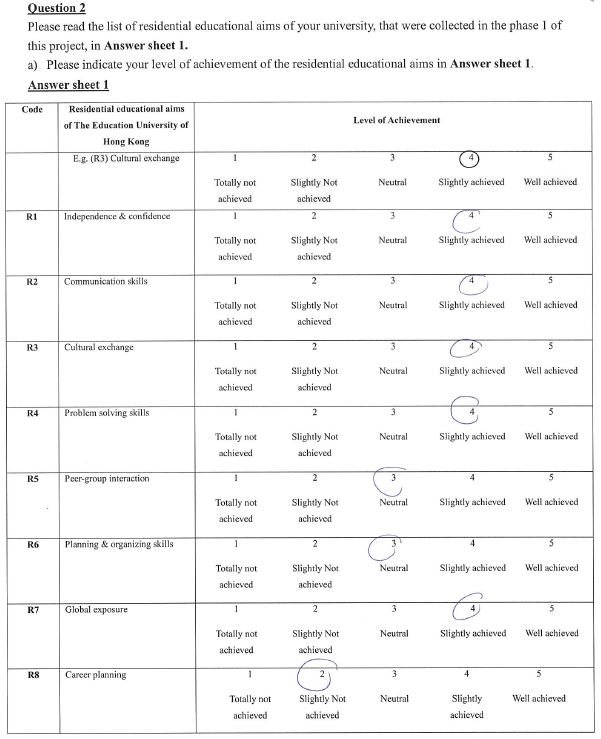 Question 2
Please read the list of residential educational aims of your university, that were collected in the phase 1 of
this project, in Answer sheet 1.
a) Please indicate your level of achievement of the residential educational aims in Answer sheet 1.
Answer sheet 1
Code Residential educational aims of The Education University of Hong Kong Level of Achievement
E.g. (R3) Cultural exchange 1 2 3 4 5
Totally not Slightly Not Neutral Slightly achieved Well achieved
achieved achieved
R1 Independence & confidence 1 2 3 4 5
Totally not Slightly Not Neutral Slightly achieved Well achieved
achieved achieved
R2 Communication skills 1 2 3 4 5
Totally not Slightly Not Neutral Slightly achieved Well achieved
achieved achieved
R3 Cultural exchange 1 2 3 4 5
Totally not Slightly Not Neutral Slightly achieved Well achieved
achieved achieved
R4 Problem solving skills 1 2 3 4 5
Totally not Slightly Not Neutral Slightly achieved Well achieved
achieved achieved
R5 Peer-group interaction 1 2 3 4 5
Totally not Slightly Not Neutral Slightly achieved Well achieved
achieved achieved
R6 Planning & organizing skills 1 2 3 4 5
Totally not Slightly Not Neutral Slightly achieved Well achieved
achieved achieved
R7 Global exposure 1 2 3 4 5
Totally not Slightly Not Neutral Slightly achieved Well achieved
achieved achieved
R8 Career planning 1 2 3 4 5
Totally not Slightly Not Neutral Slightly Well achieved
achieved achieved achieved